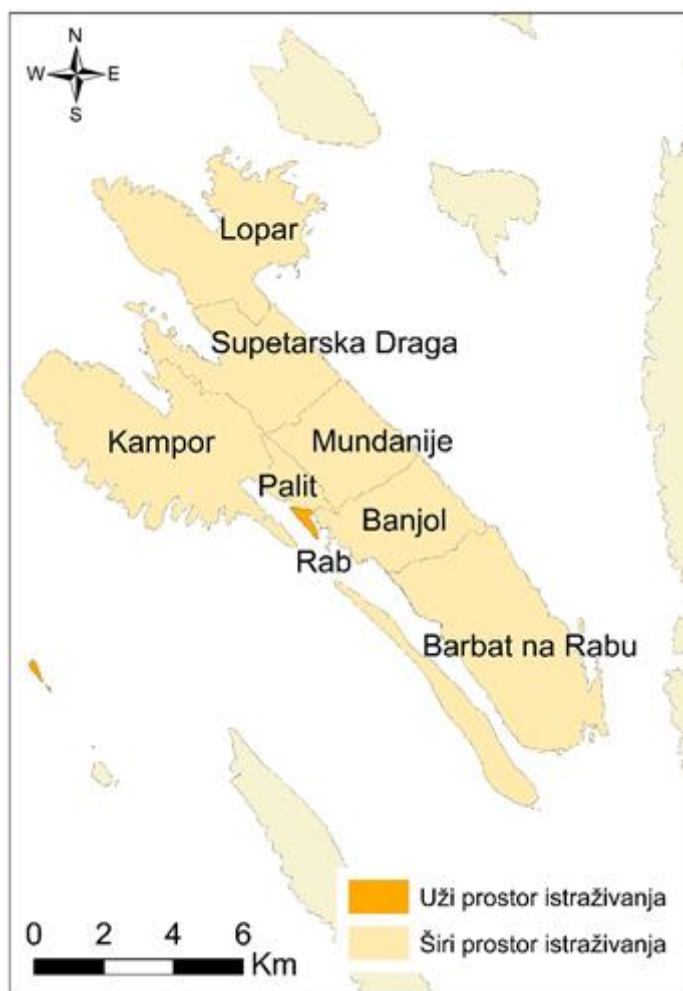 N
W E
S
Lopar
Supetarska Draga
Kampor
Mundanije
Palit
Banjol
Rab
Barbat na Rabu
Uži prostor istraživanja
Širi prostor istraživanja
0 2 4 6
Km